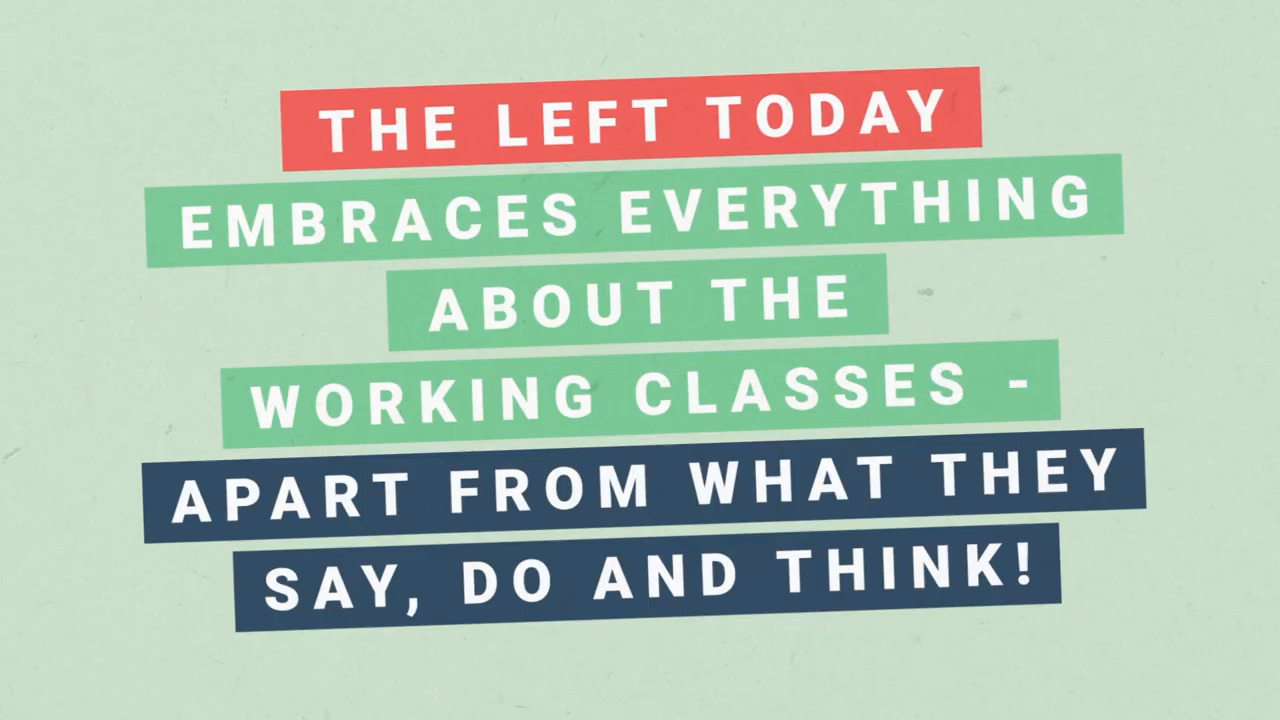 THE LEFT TODAY
EMBRACES EVERYTHING
ABOUT THE
WORKING CLASSES -
APART FROM WHAT THEY
SAY, DO AND THINK!